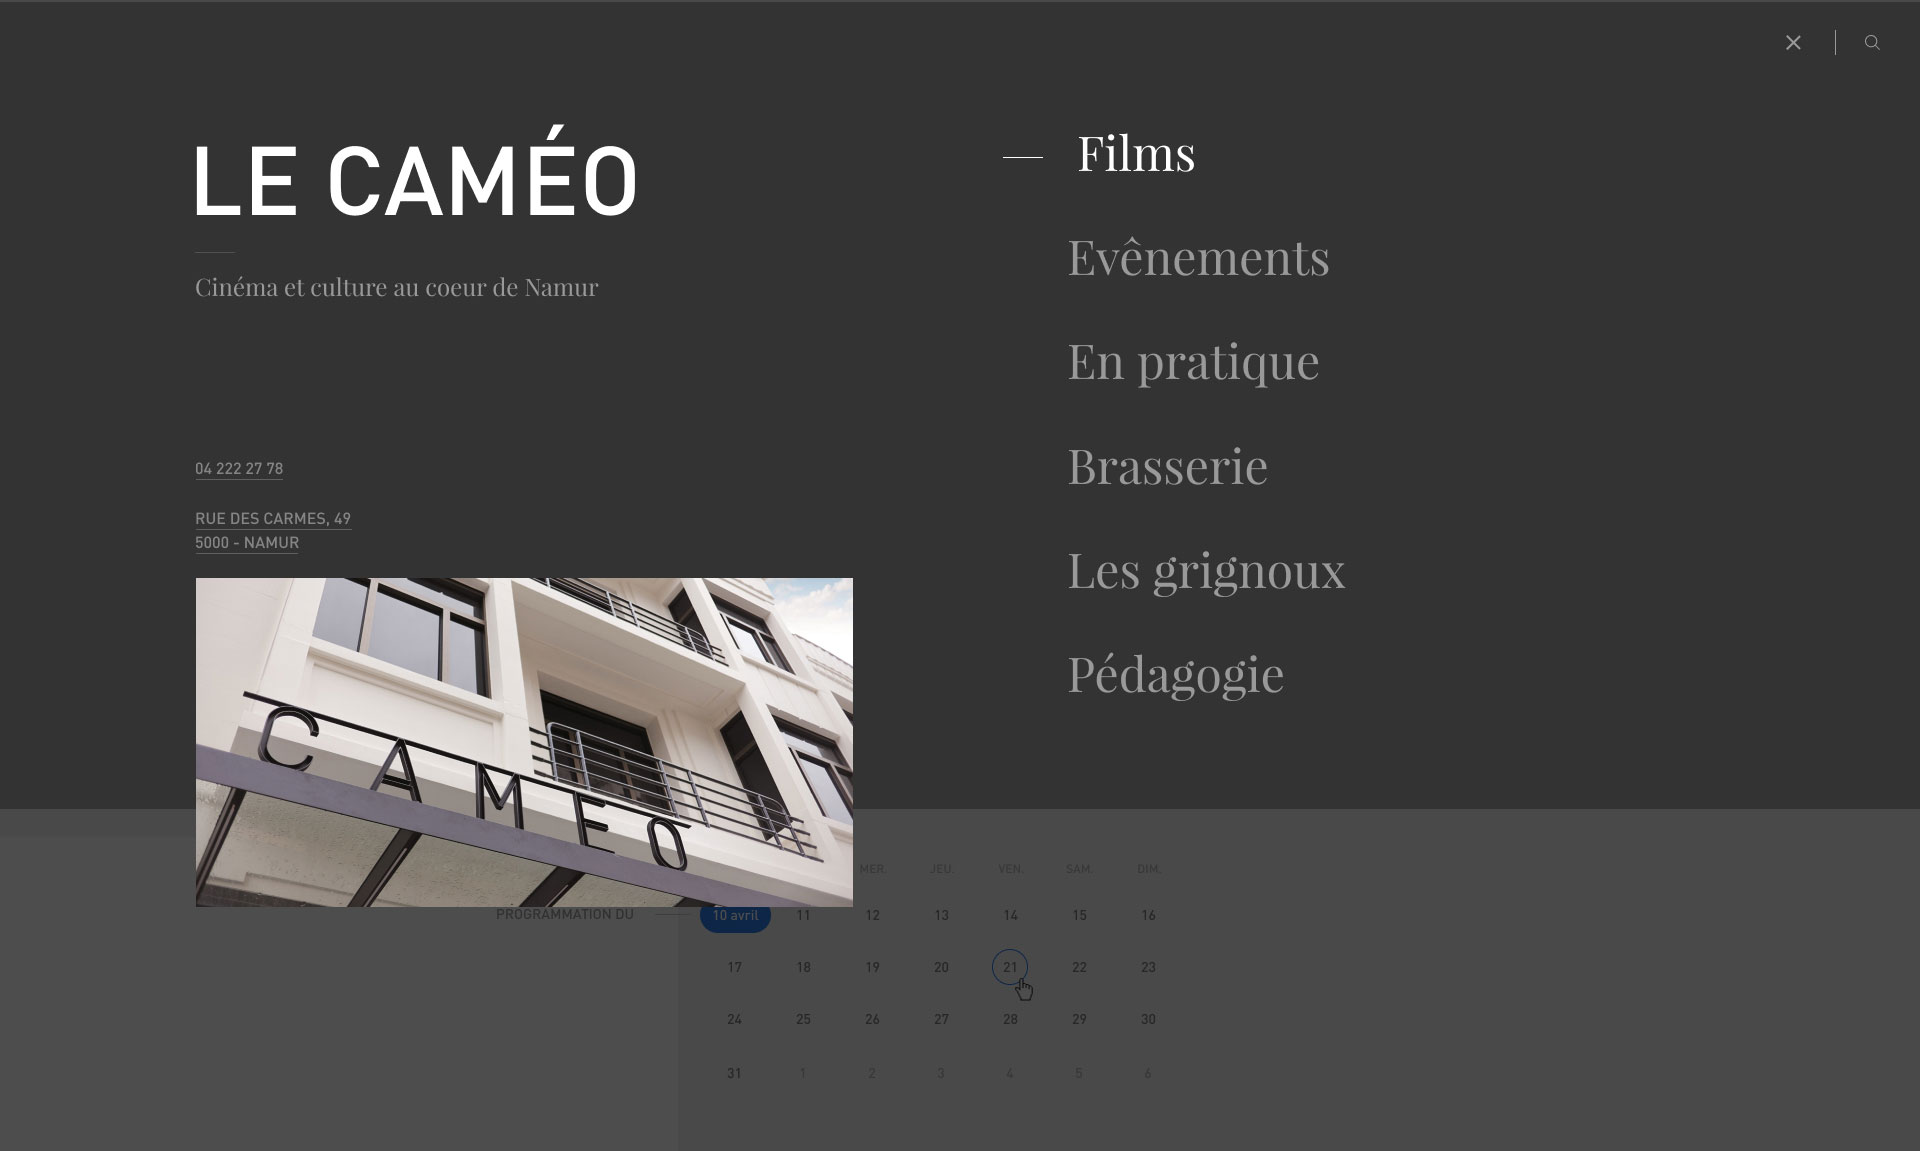 LE CAMÉO
Cinéma et culture au coeur de Namur
04 222 27 78
RUE DES CARMES, 49
5000 - NAMUR
CAMEO
Films
Evênements
En pratique
Brasserie
Les grignoux
Pédagogie
MER. JEU. VEN. SAM. DIM.
PROGRAMMATION DU 10 avril 11 12 13 14 15 16
17 18 19 20 21 22 23
24 25 26 27 28 29 30
31 1 2 3 4 5 6